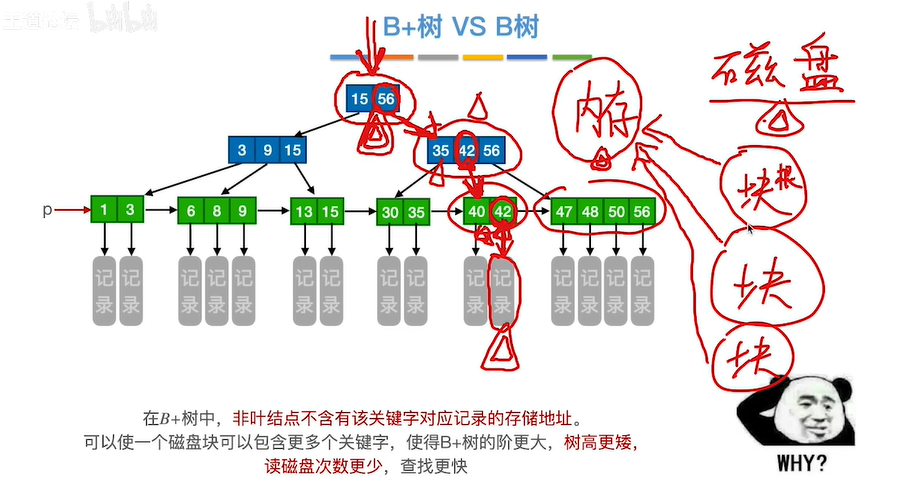 王道论坛 bilibili
B+树 VS B树
磁盘
内存
15 56
3 9 15
35 42 56
块 根
p
1 3
6 8 9
13 15
30 35
40 42
47 48 50 56
记录 记录 记录 记录 记录 记录 记录 记录 记录 记录 记录 记录 记录 记录 记录
块
块
在B+树中，非叶结点不含有该关键字对应记录的存储地址。
可以使一个磁盘块可以包含更多个关键字，使得B+树的阶更大，树高更矮，
读磁盘次数更少，查找更快
WHY?